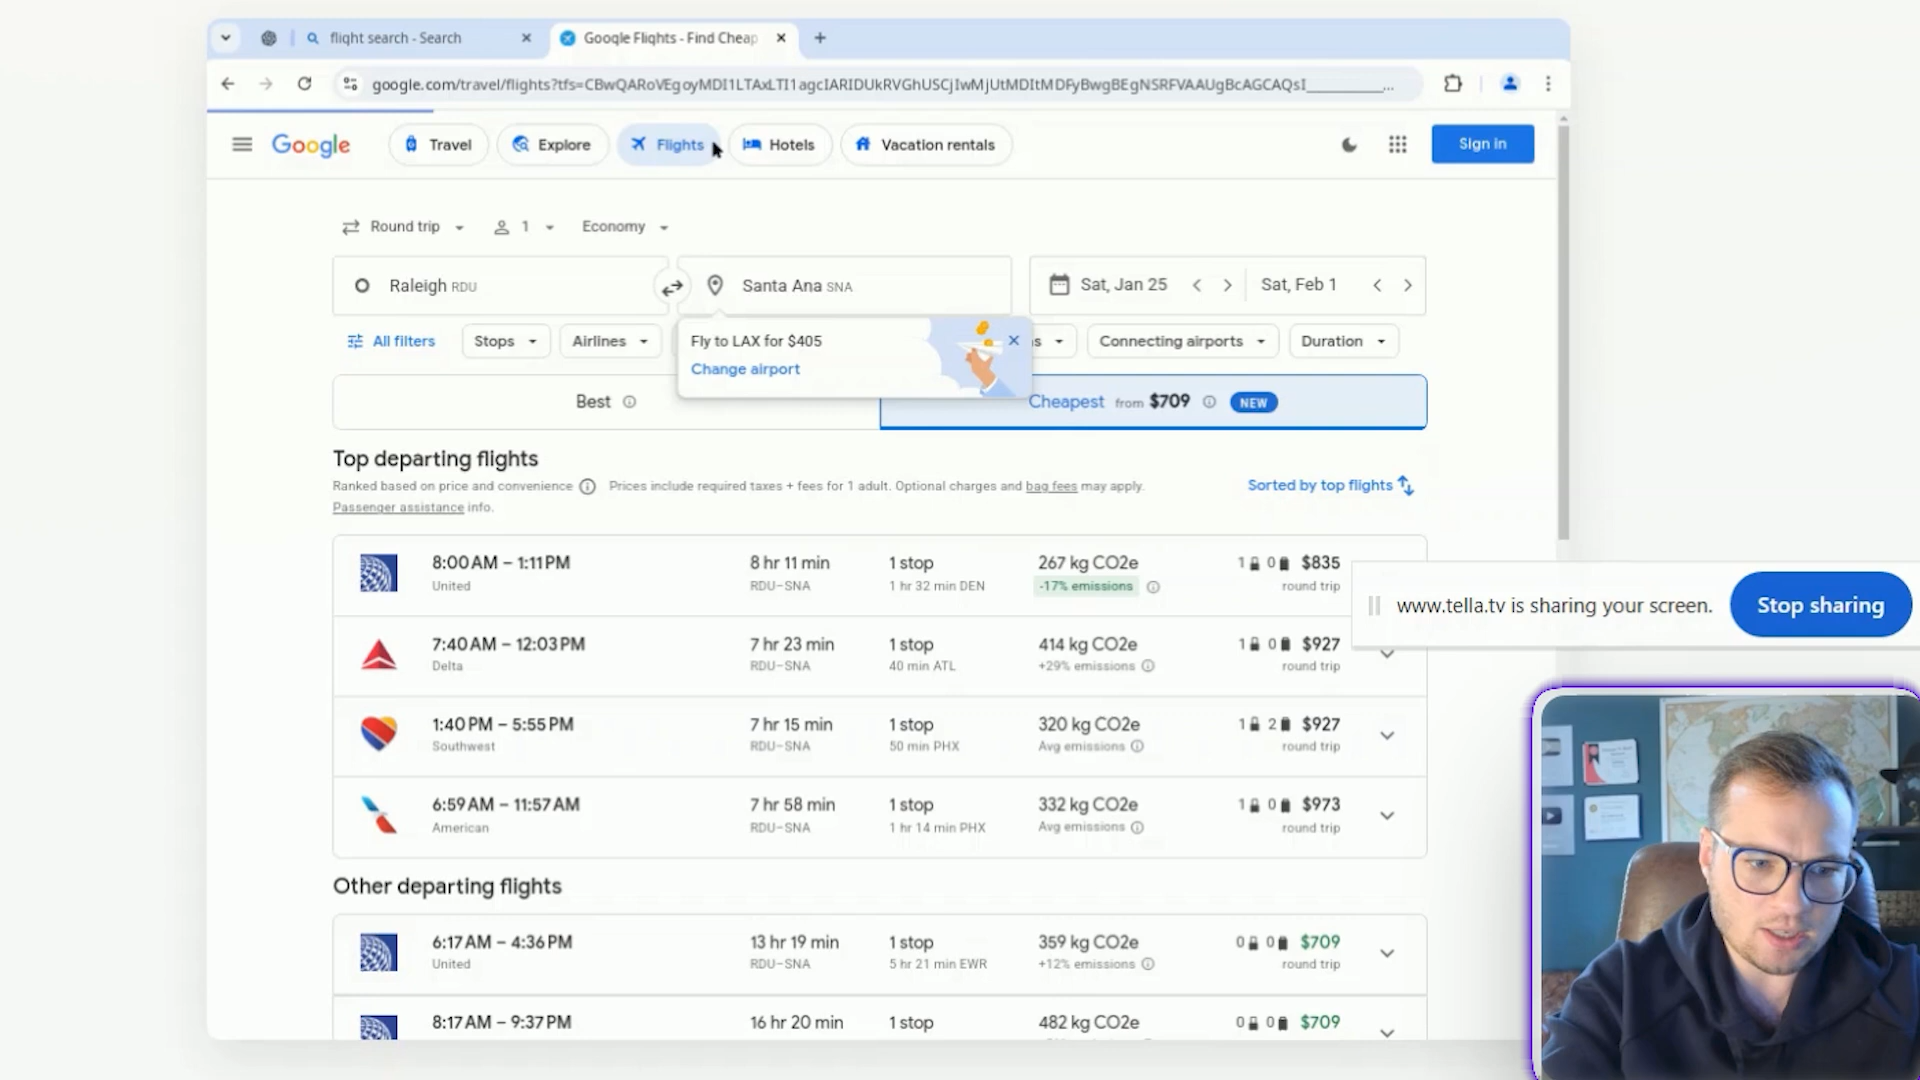 flight search - Search
Google Flights - Find Cheap
google.com/travel/flights?tfs=
Google
Travel
Explore
Flights
Hotels
Vacation rentals
Sign in
Round trip
1
Economy
Raleigh RDU
Santa Ana SNA
Sat, Jan 25
Sat, Feb 1
All filters
Stops
Airlines
Fly to LAX for $405
Change airport
Connecting airports
Duration
Best
Cheapest from $709 NEW
Top departing flights
Ranked based on price and convenience Prices include required taxes + fees for 1 adult. Optional charges and bag fees may apply.
Passenger assistance info.
Sorted by top flights
8:00 AM – 1:11 PM 8 hr 11 min 1 stop 267 kg CO2e 1 0 $835
United RDU–SNA 1 hr 32 min DEN -17% emissions round trip
www.tella.tv is sharing your screen.
Stop sharing
7:40 AM – 12:03 PM 7 hr 23 min 1 stop 414 kg CO2e 1 0 $927
Delta RDU–SNA 40 min ATL +29% emissions round trip
1:40 PM – 5:55 PM 7 hr 15 min 1 stop 320 kg CO2e 1 2 $927
Southwest RDU–SNA 50 min PHX Avg emissions round trip
6:59 AM – 11:57 AM 7 hr 58 min 1 stop 332 kg CO2e 1 0 $973
American RDU–SNA 1 hr 14 min PHX Avg emissions round trip
Other departing flights
6:17 AM – 4:36 PM 13 hr 19 min 1 stop 359 kg CO2e 0 0 $709
United RDU–SNA 5 hr 21 min EWR +12% emissions round trip
8:17 AM – 9:37 PM 16 hr 20 min 1 stop 482 kg CO2e 0 0 $709